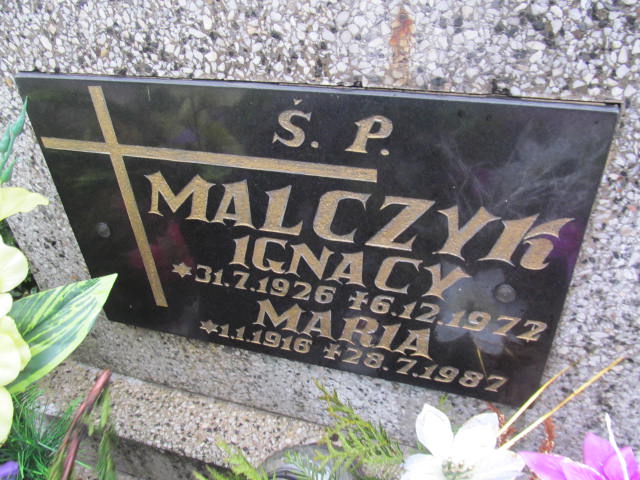 Ś. P.
MALCZYK
IGNACY
*31.7.1926 ✝6.12.1972
MARIA
*1.1.1916 ✝28.7.1987